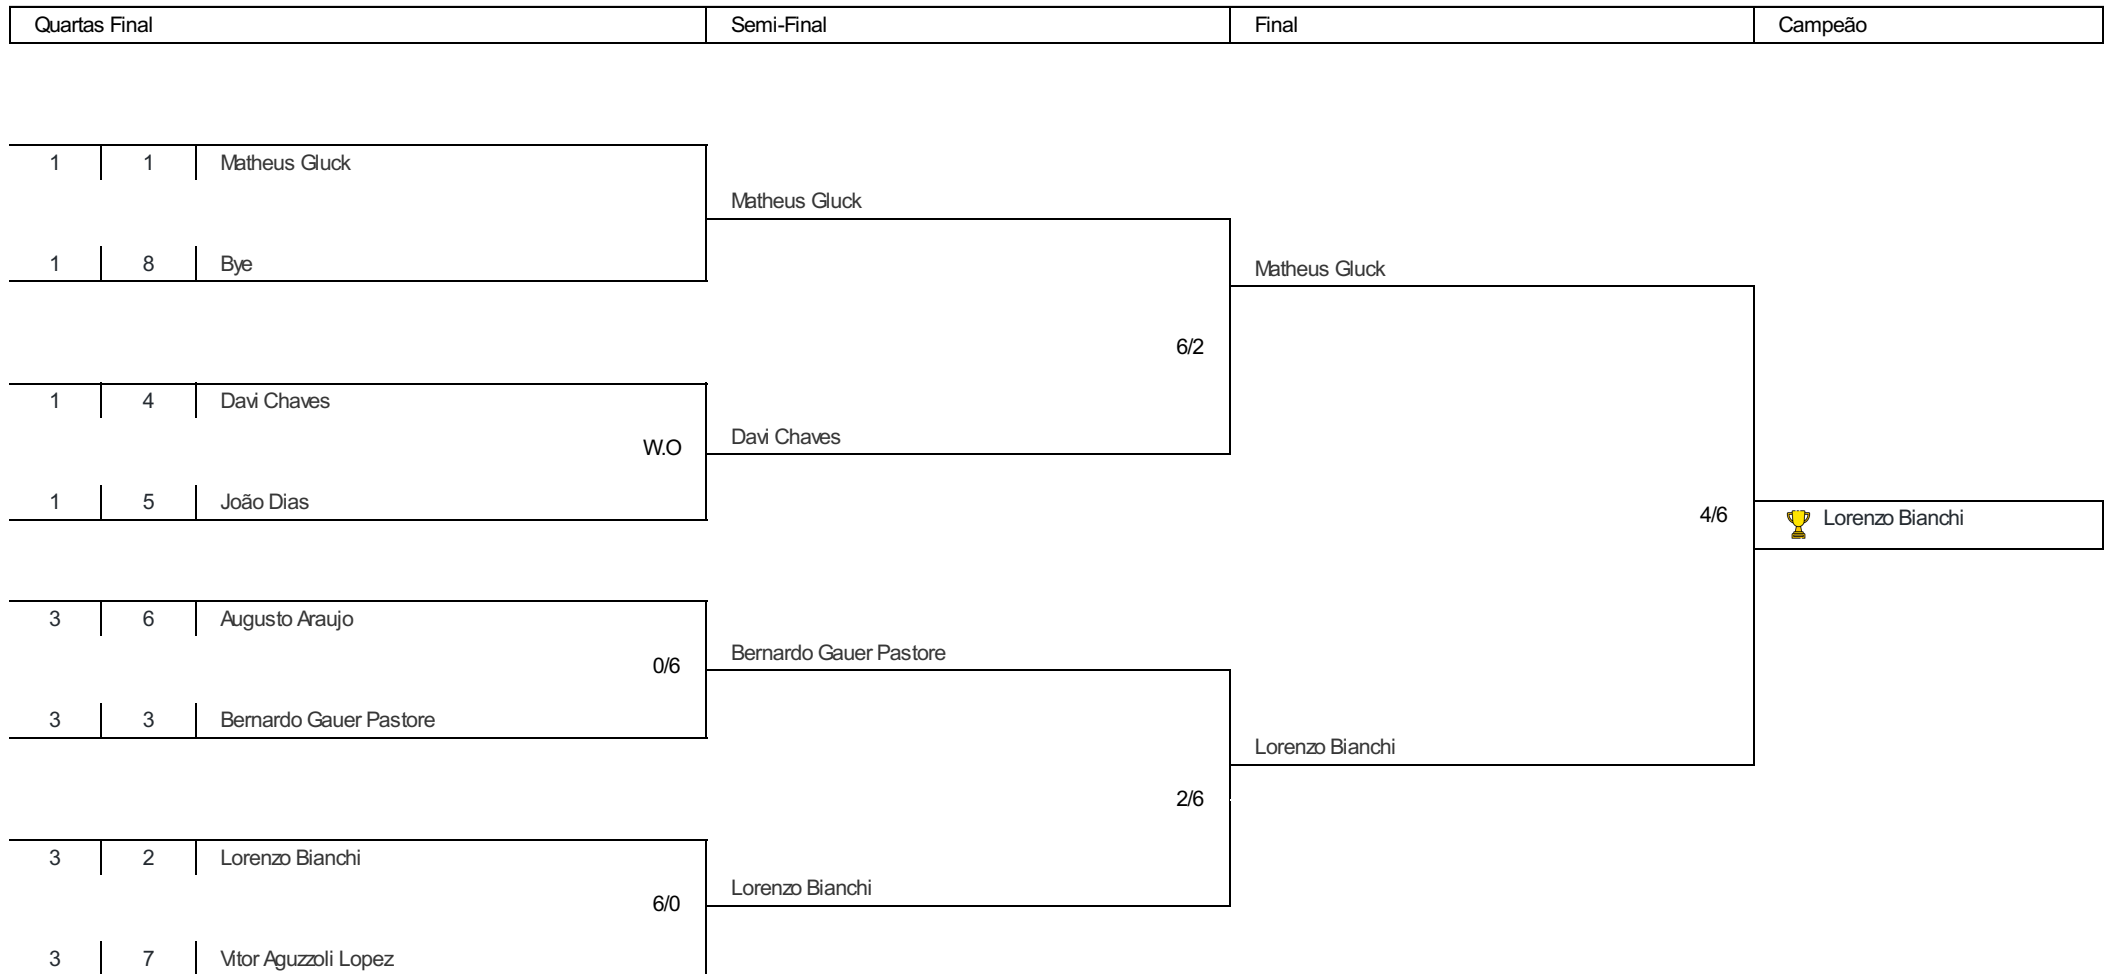 Quartas Final Semi-Final Final Campeão
1 1 Matheus Gluck
Matheus Gluck
1 8 Bye
Matheus Gluck
6/2
1 4 Davi Chaves
Davi Chaves
W.O
1 5 João Dias
4/6
Lorenzo Bianchi
3 6 Augusto Araujo
Bernardo Gauer Pastore
0/6
3 3 Bernardo Gauer Pastore
Lorenzo Bianchi
2/6
3 2 Lorenzo Bianchi
Lorenzo Bianchi
6/0
3 7 Vitor Aguzzoli Lopez